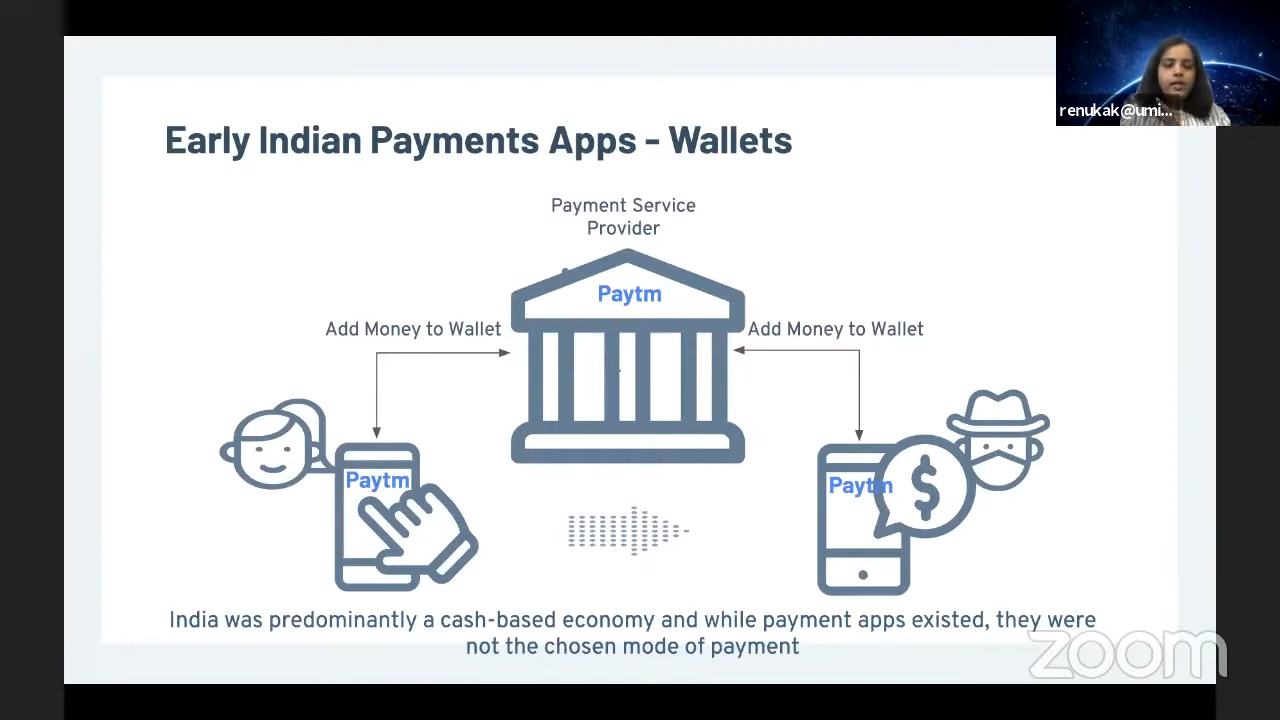 renukak@umi...
Early Indian Payments Apps - Wallets
Payment Service
Provider
Paytm
Add Money to Wallet
Add Money to Wallet
Paytm
Paytm
$
India was predominantly a cash-based economy and while payment apps existed, they were
not the chosen mode of payment
zoom